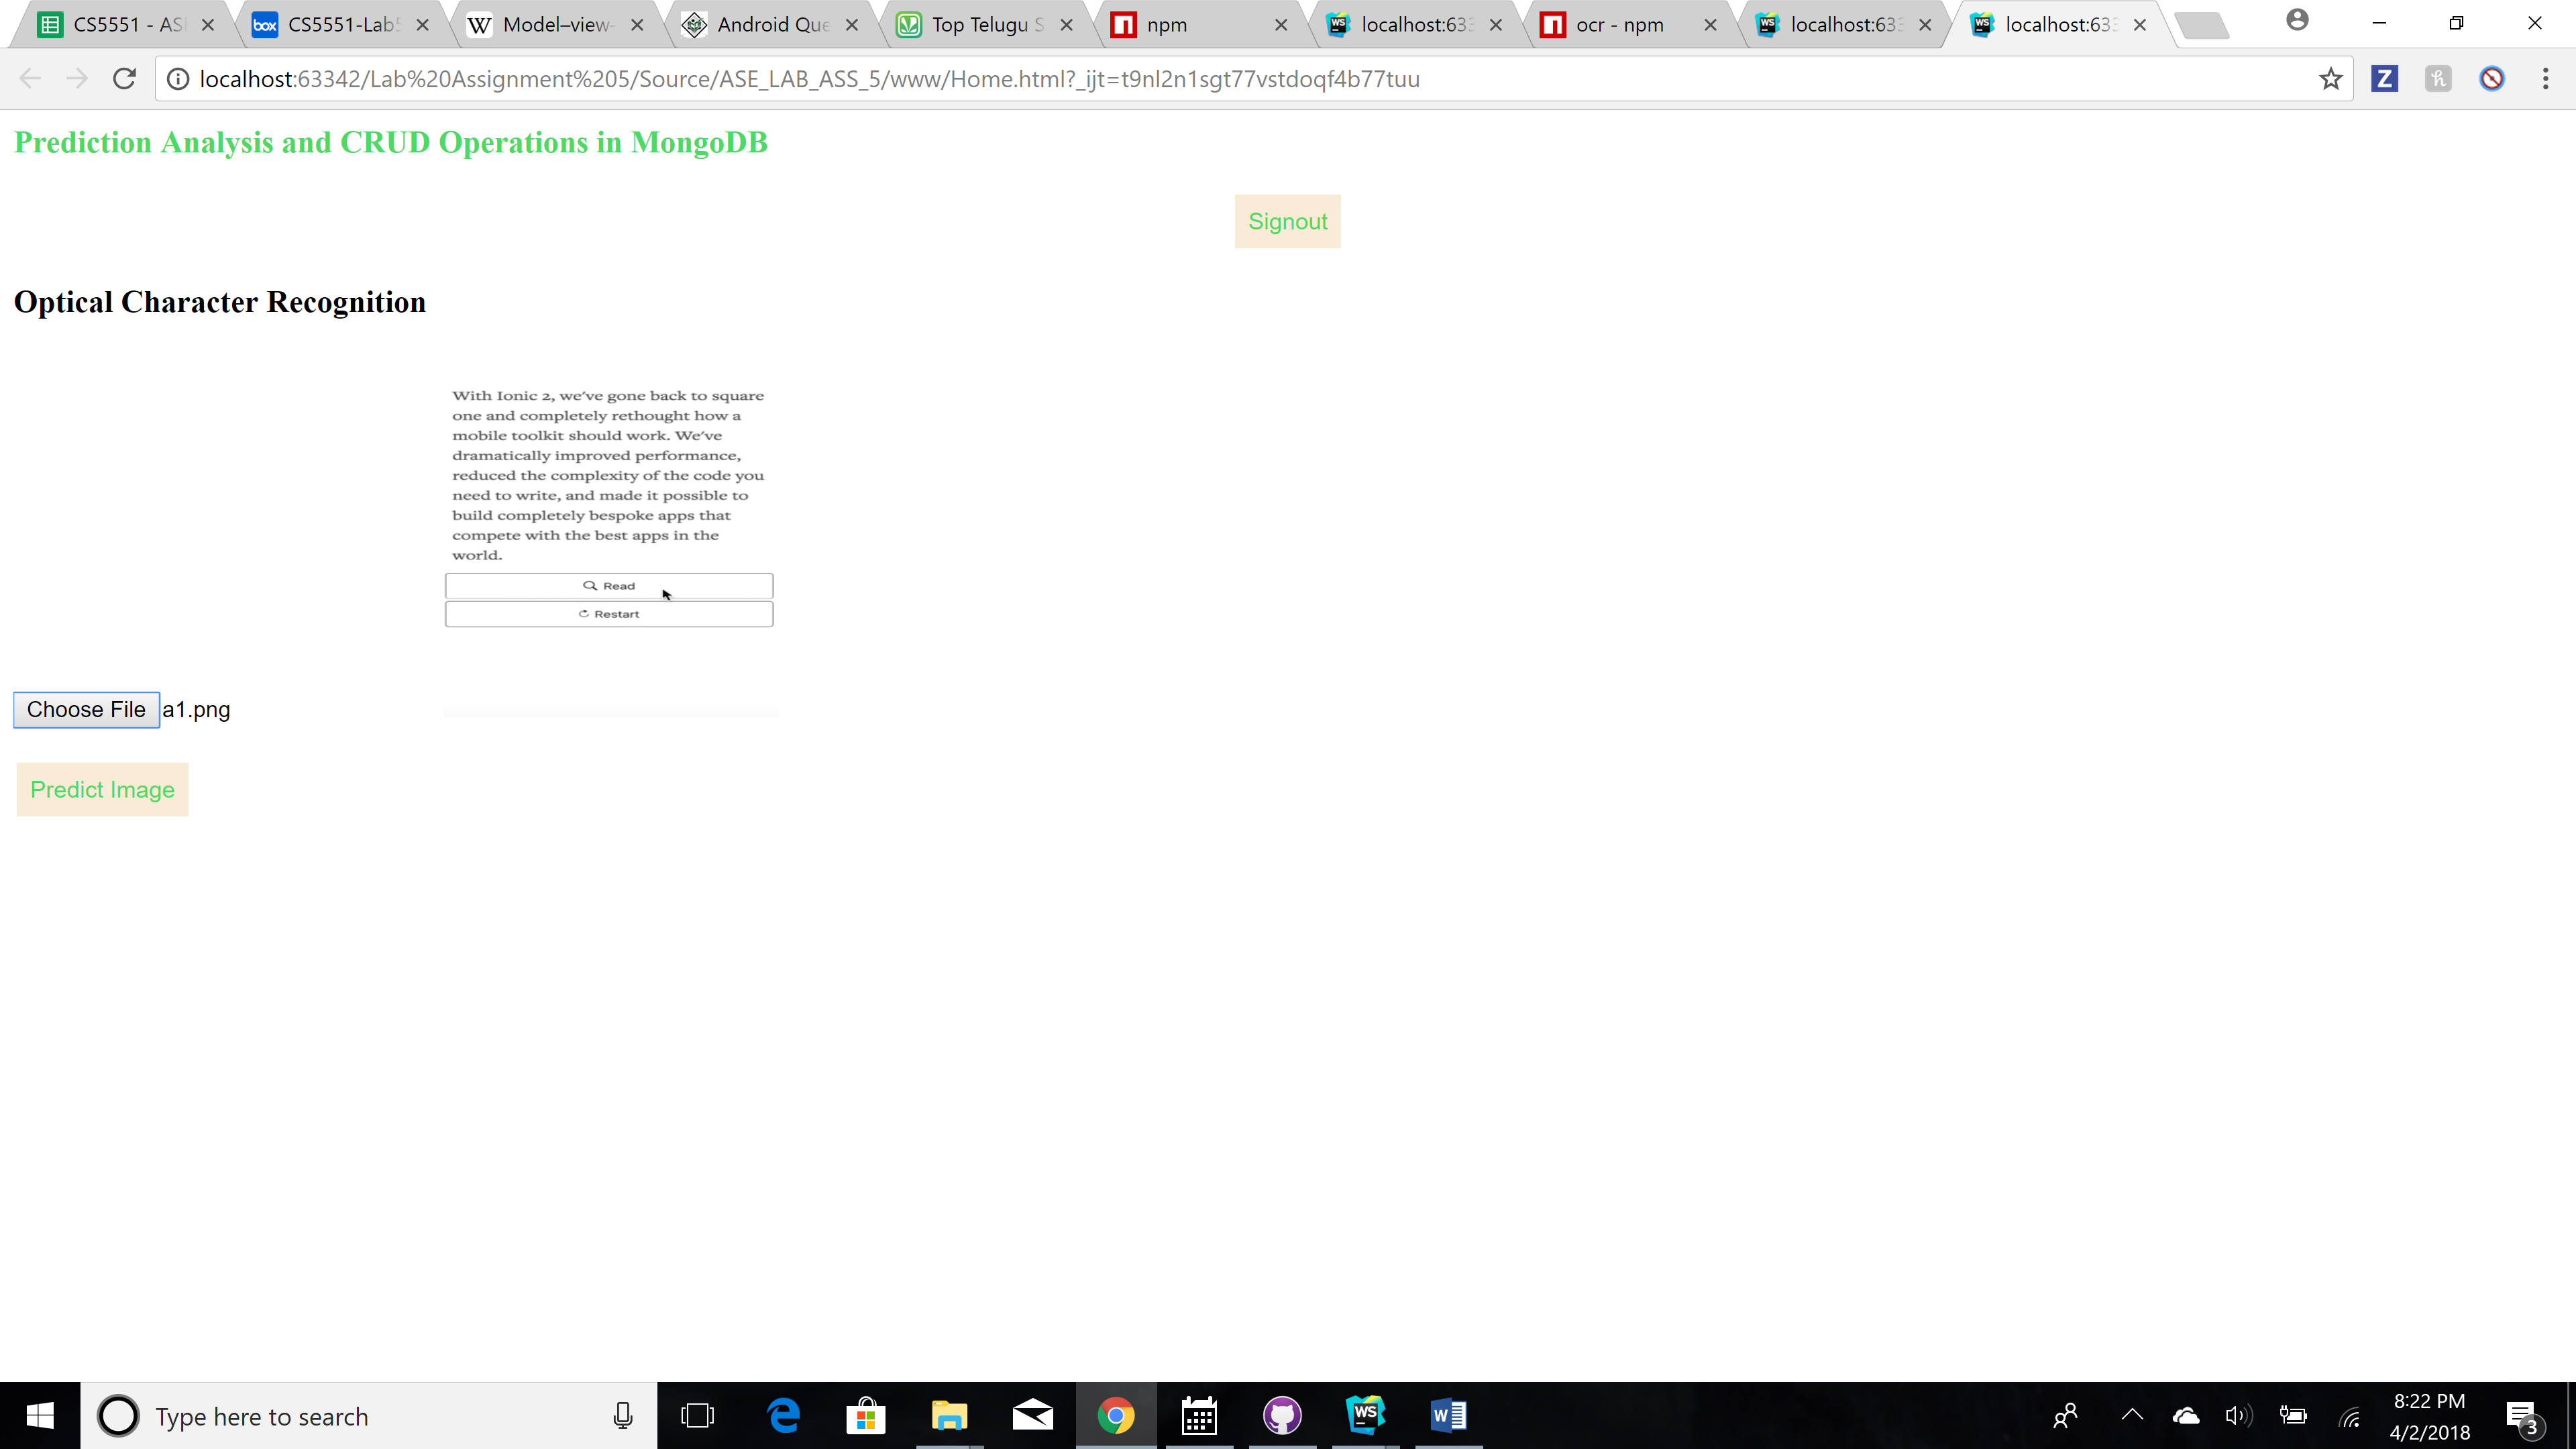 CS5551 - AS
CS5551-Lab5
Model–view-
Android Que
Top Telugu S
npm
localhost:633
ocr - npm
localhost:633
localhost:633
localhost:63342/Lab%20Assignment%205/Source/ASE_LAB_ASS_5/www/Home.html?_ijt=t9nl2n1sgt77vstdoqf4b77tuu
Prediction Analysis and CRUD Operations in MongoDB
Signout
Optical Character Recognition
With Ionic 2, we've gone back to square
one and completely rethought how a
mobile toolkit should work. We've
dramatically improved performance,
reduced the complexity of the code you
need to write, and made it possible to
build completely bespoke apps that
compete with the best apps in the
world.
Read
Restart
Choose File a1.png
Predict Image
Type here to search
8:22 PM
4/2/2018
3